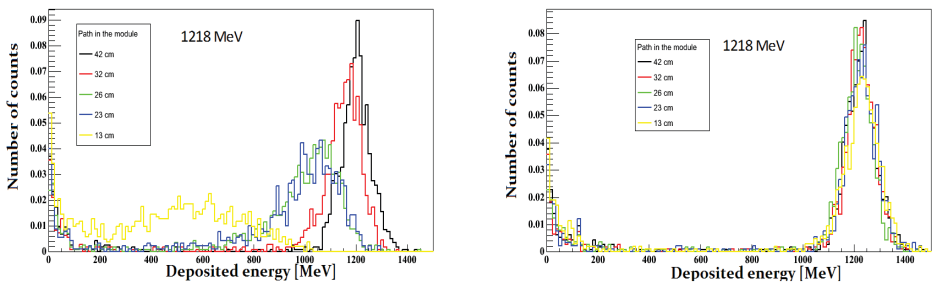 1218 MeV
Path in the module
42 cm
32 cm
26 cm
23 cm
13 cm
Number of counts
0.09
0.08
0.07
0.06
0.05
0.04
0.03
0.02
0.01
0
0 200 400 600 800 1000 1200 1400
Deposited energy [MeV]
1218 MeV
Path in the module
42 cm
32 cm
26 cm
23 cm
13 cm
Number of counts
0.08
0.07
0.06
0.05
0.04
0.03
0.02
0.01
0
0 200 400 600 800 1000 1200 1400
Deposited energy [MeV]